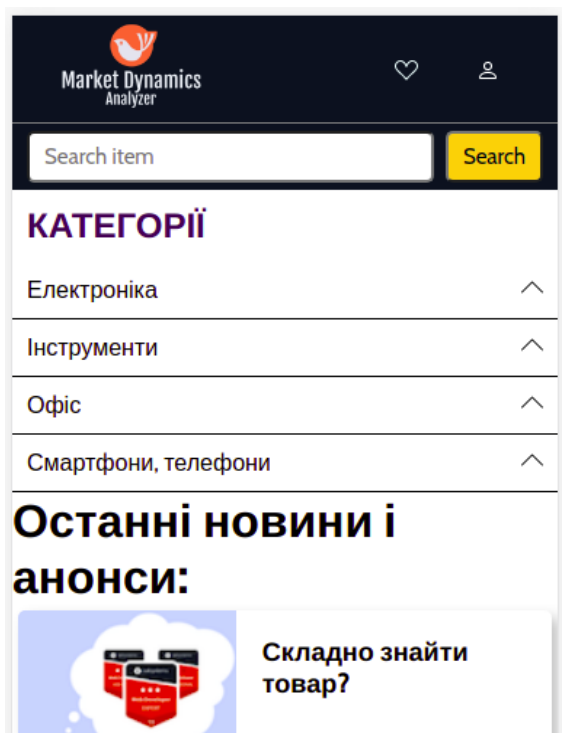 Market Dynamics
Analyzer
Search item
Search
КАТЕГОРІЇ
Електроніка
Інструменти
Офіс
Смартфони, телефони
Останні новини і
анонси:
Складно знайти
товар?